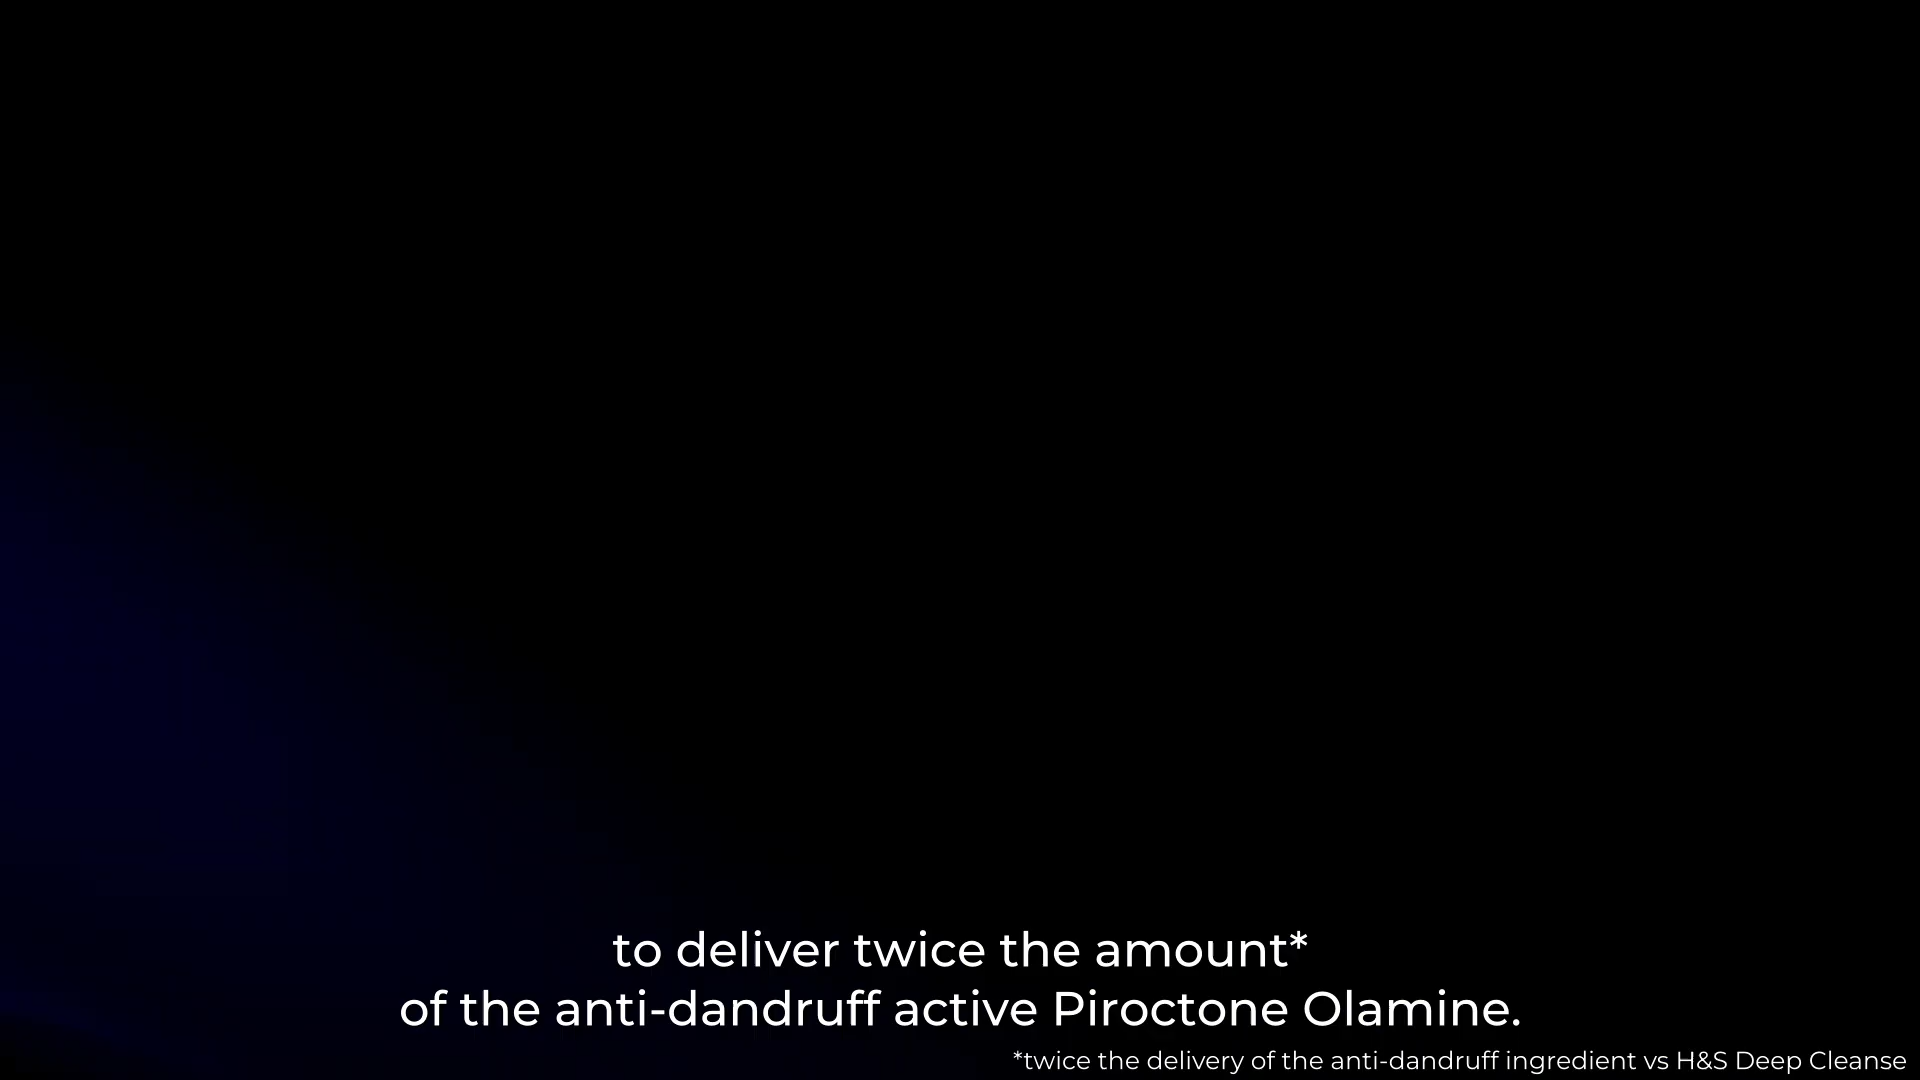 to deliver twice the amount*
of the anti-dandruff active Piroctone Olamine.
*twice the delivery of the anti-dandruff ingredient vs H&S Deep Cleanse